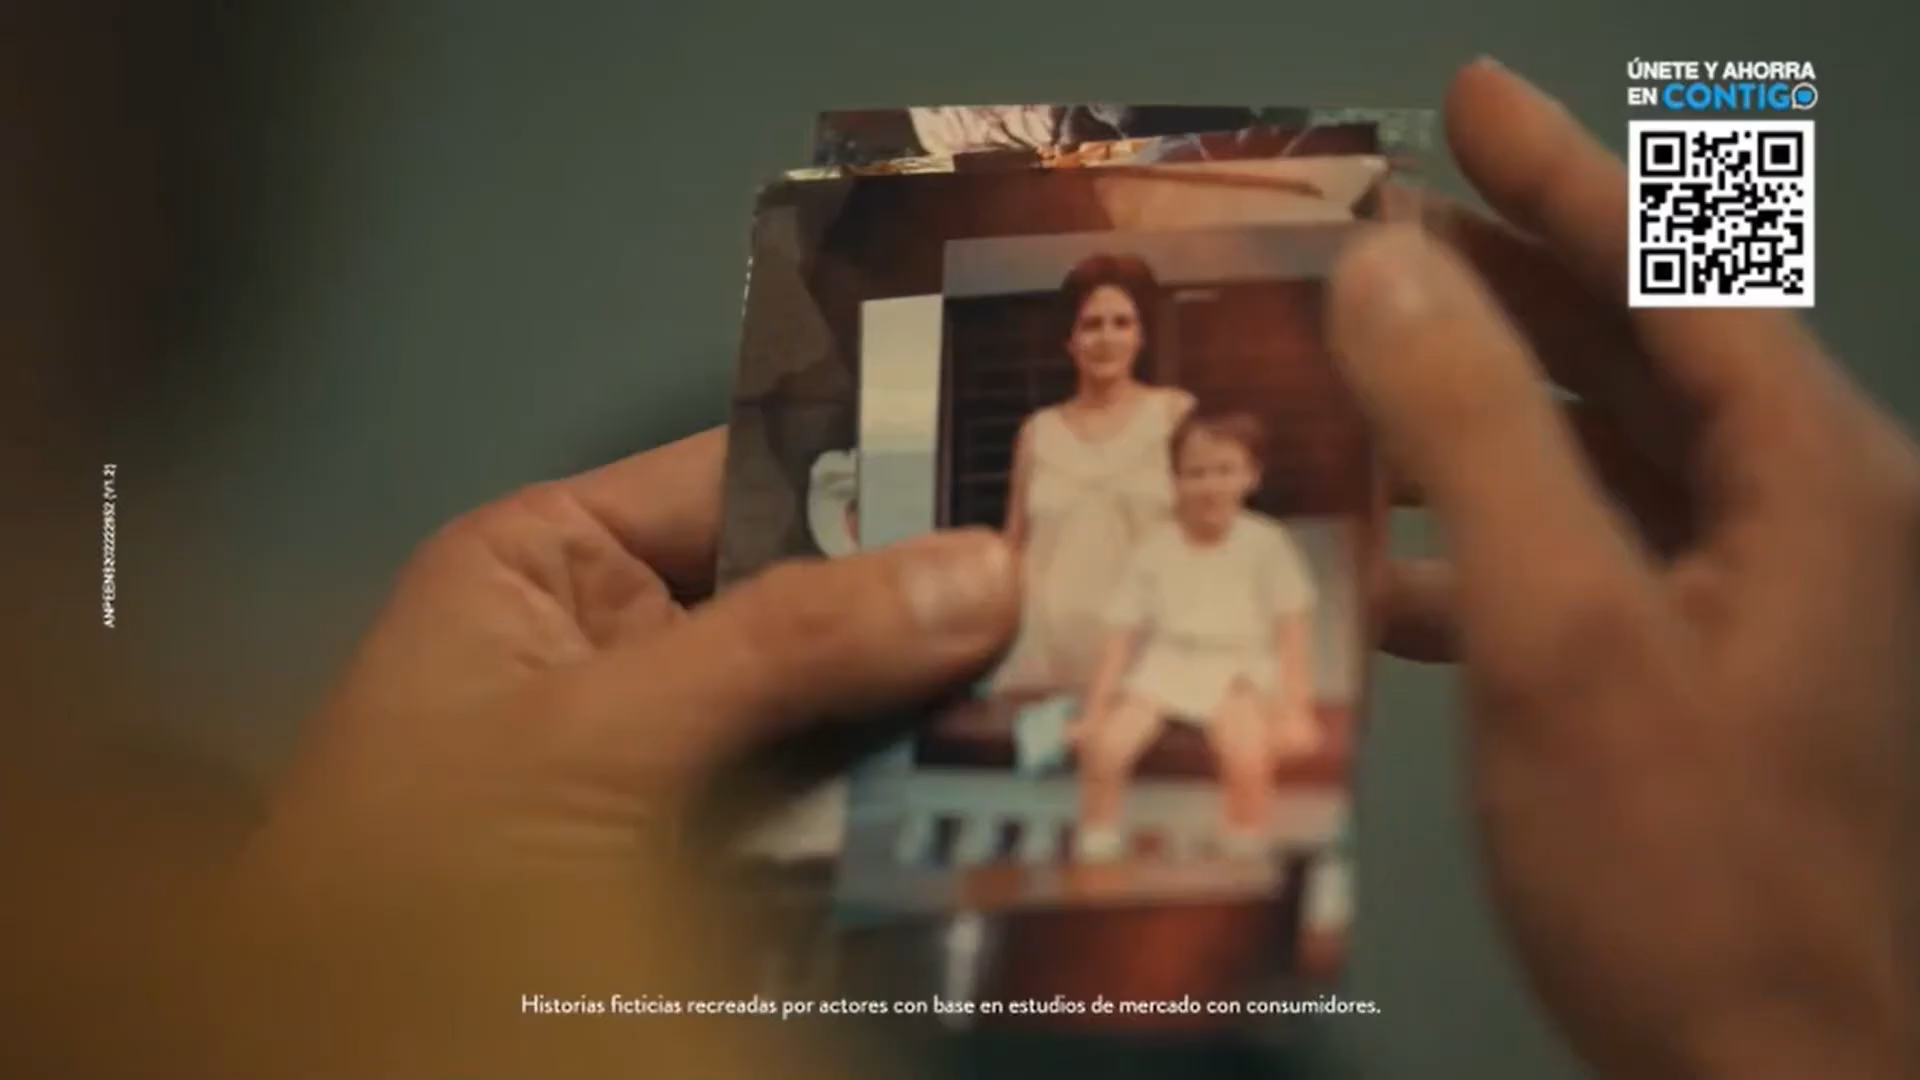 ÚNETE Y AHORRA
EN CONTIGO
Historias ficticias recreadas por actores con base en estudios de mercado con consumidores.